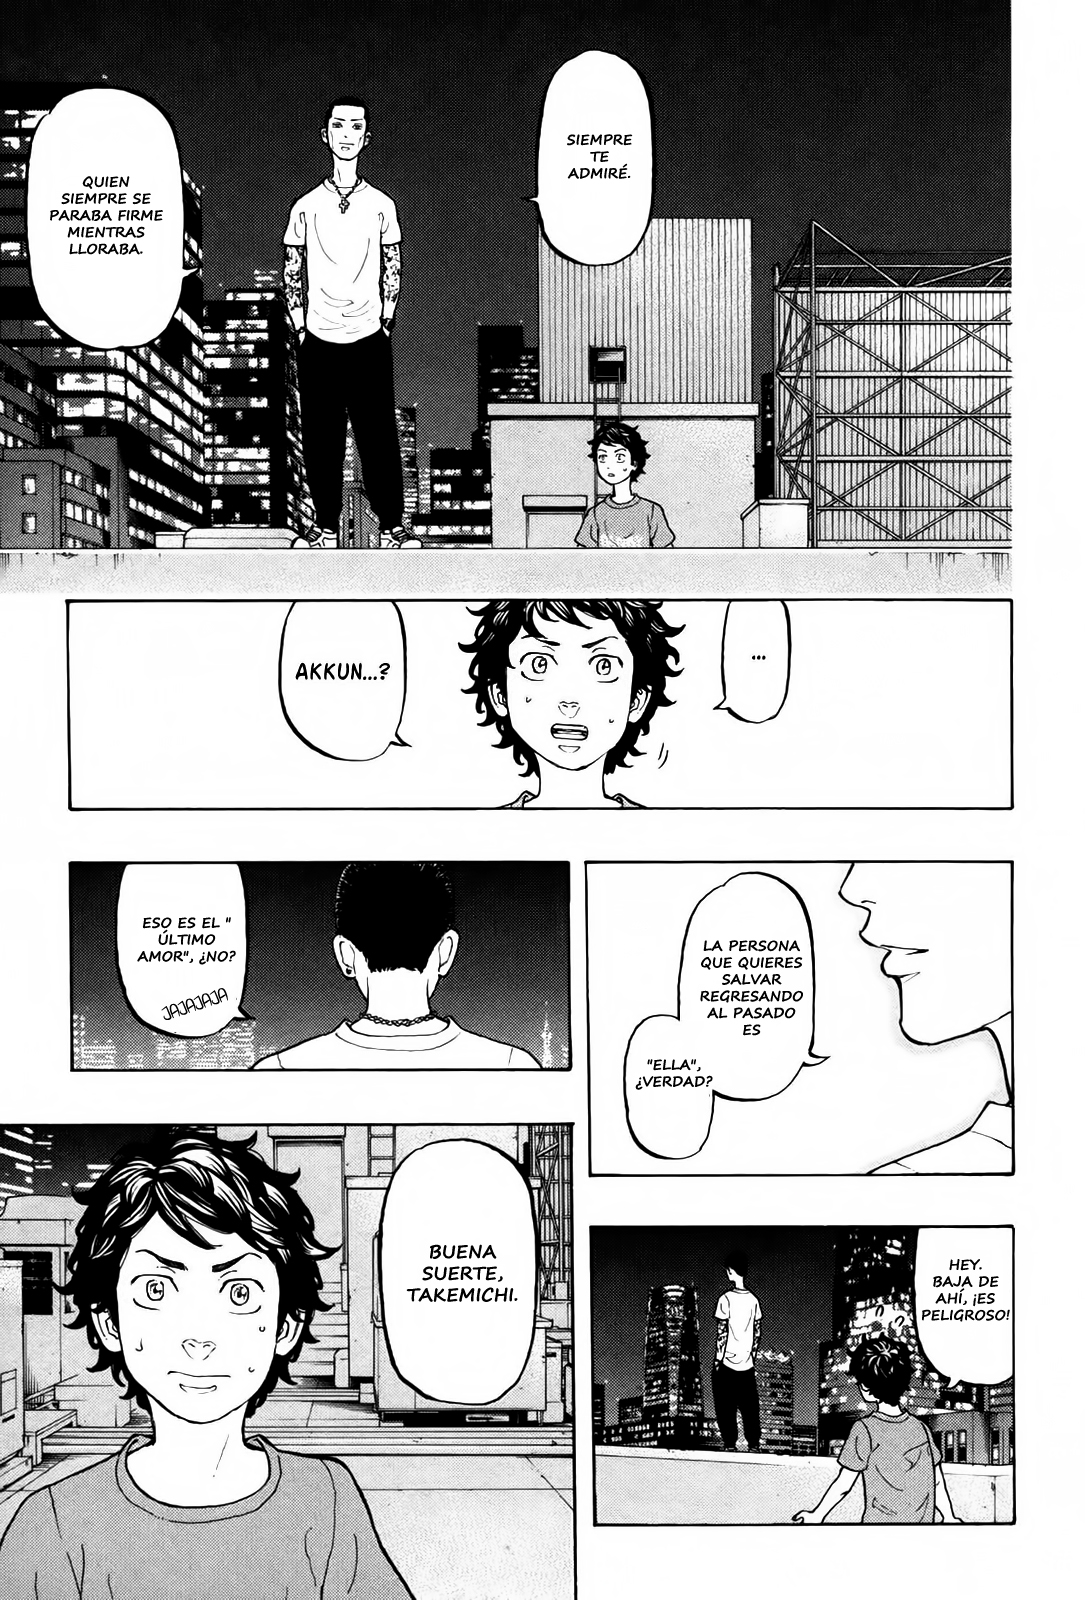 SIEMPRE
TE
ADMIRÉ.
QUIEN
SIEMPRE SE
PARABA FIRME
MIENTRAS
LLORABA.
...
AKKUN...?
LA PERSONA
QUE QUIERES
SALVAR
REGRESANDO
AL PASADO
ES
"ELLA",
¿VERDAD?
ESO ES EL "
ÚLTIMO
AMOR", ¿NO?
JAJAJAJA
HEY.
BAJA DE
AHÍ, ¡ES
PELIGROSO!
BUENA
SUERTE,
TAKEMICHI.